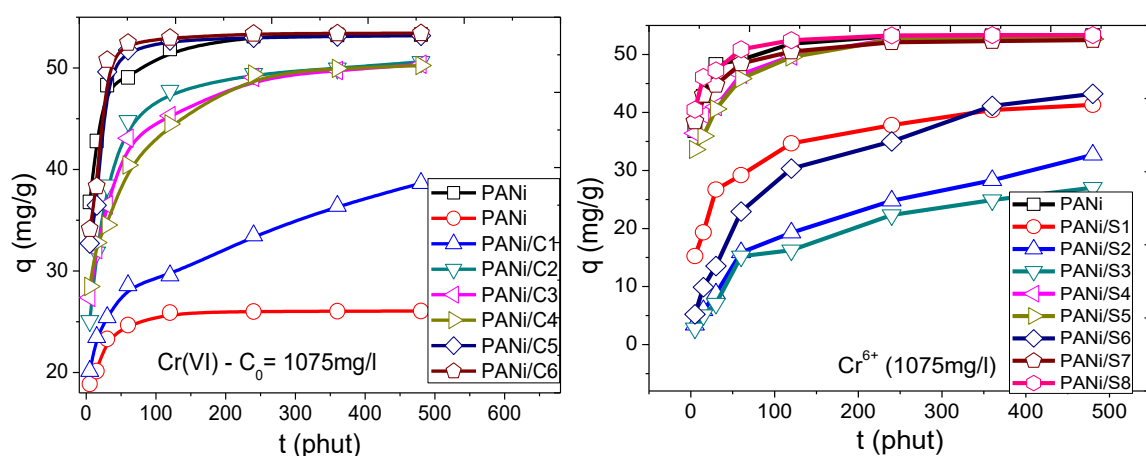 q (mg/g)
50
40
30
20
0
100
200
300
400
500
600
t (phut)
Cr(VI) - C₀= 1075mg/l
PANi
PANi
PANi/C1
PANi/C2
PANi/C3
PANi/C4
PANi/C5
PANi/C6
q (mg/g)
50
40
30
20
10
0
0
100
200
300
400
500
t (phut)
Cr⁶⁺ (1075mg/l)
PANi
PANi/S1
PANi/S2
PANi/S3
PANi/S4
PANi/S5
PANi/S6
PANi/S7
PANi/S8